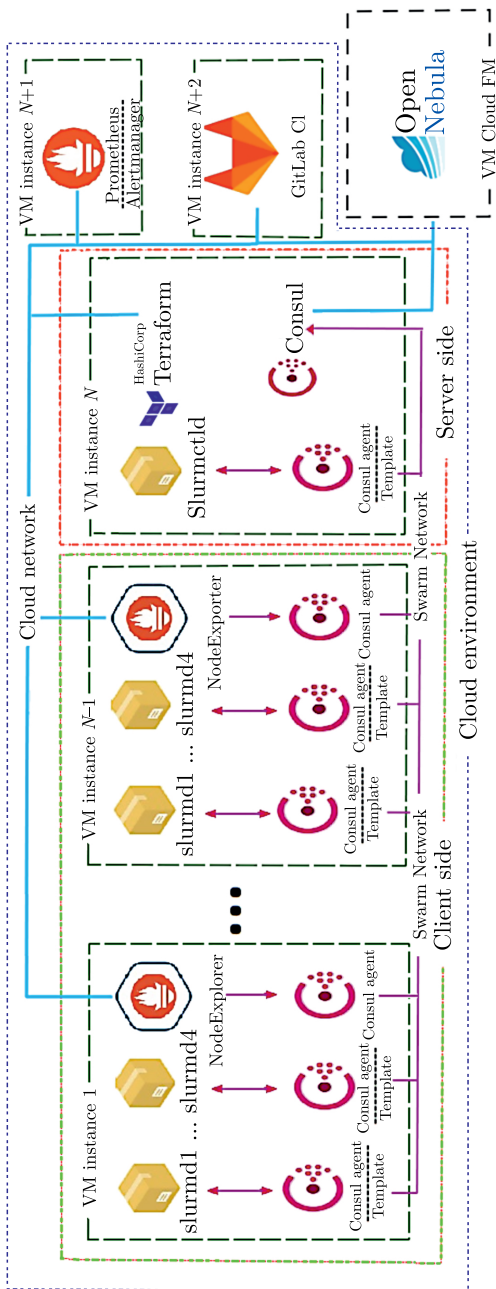 Cloud network
VM instance 1
slurmd1 ... slurmd4
NodeExplorer
Consul agent
Template
Consul agent
Template
Consul agent
Swarm Network
Client side
VM instance N-1
slurmd1 ... slurmd4
NodeExporter
Consul agent
Template
Consul agent
Template
Consul agent
Swarm Network
Cloud environment
VM instance N
Slurmctld
HashiCorp
Terraform
Consul agent
Template
Consul
Server side
VM instance N+1
Prometheus
Alertmanager
VM instance N+2
GitLab C1
Open
Nebula
VM Cloud FM